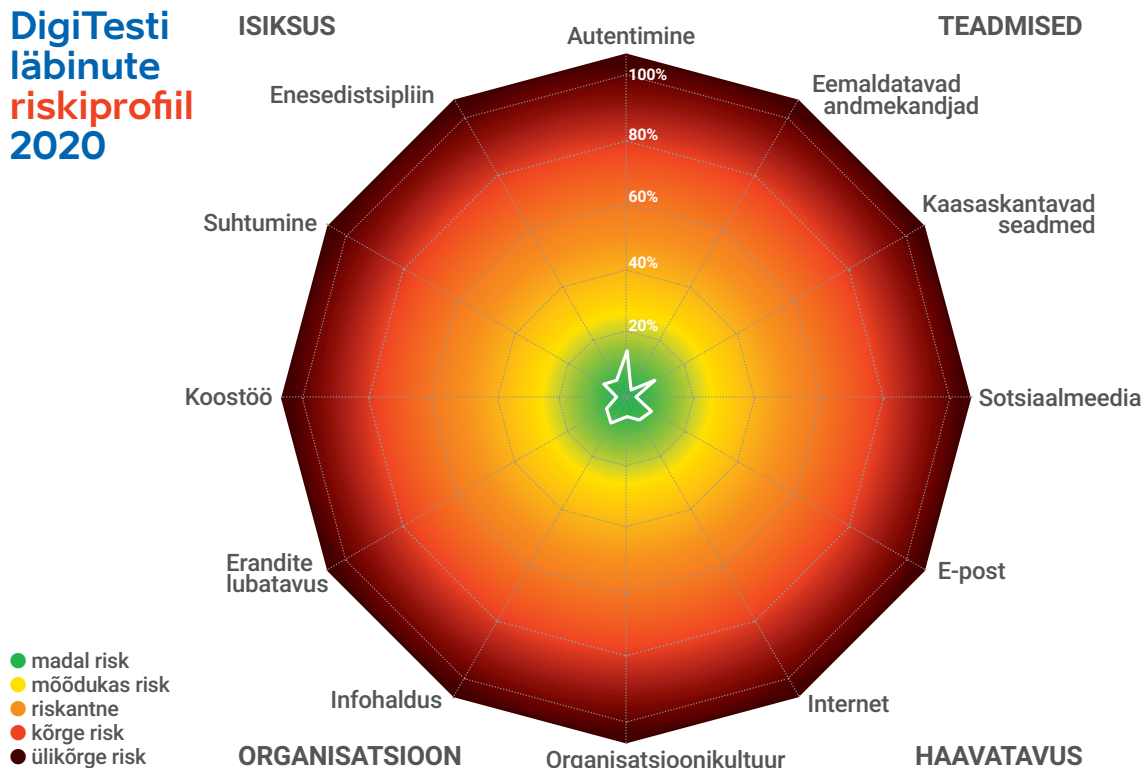 DigiTesti
läbinute
riskiprofiil
2020
ISIKSUS
TEADMISED
Autentimine
Eemaldatavad
andmekandjad
Kaasaskantavad
seadmed
Sotsiaalmeedia
E-post
Internet
Organisatsioonikultuur
Infohaldus
Erandite
lubatavus
Koostöö
Suhtumine
Enesedistsipliin
100%
80%
60%
40%
20%
madal risk
mõõdukas risk
riskantne
kõrge risk
ülikõrge risk
ORGANISATSIOON
HAAVATAVUS